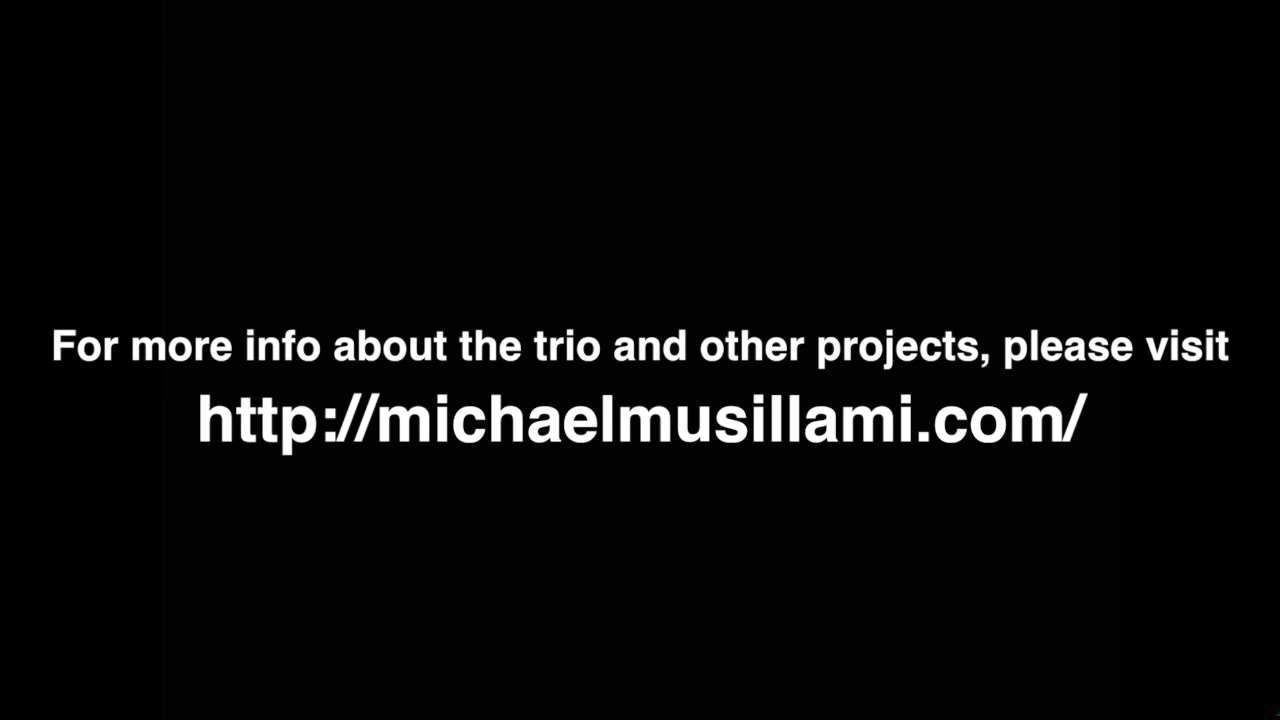 For more info about the trio and other projects, please visit
http://michaelmusillami.com/